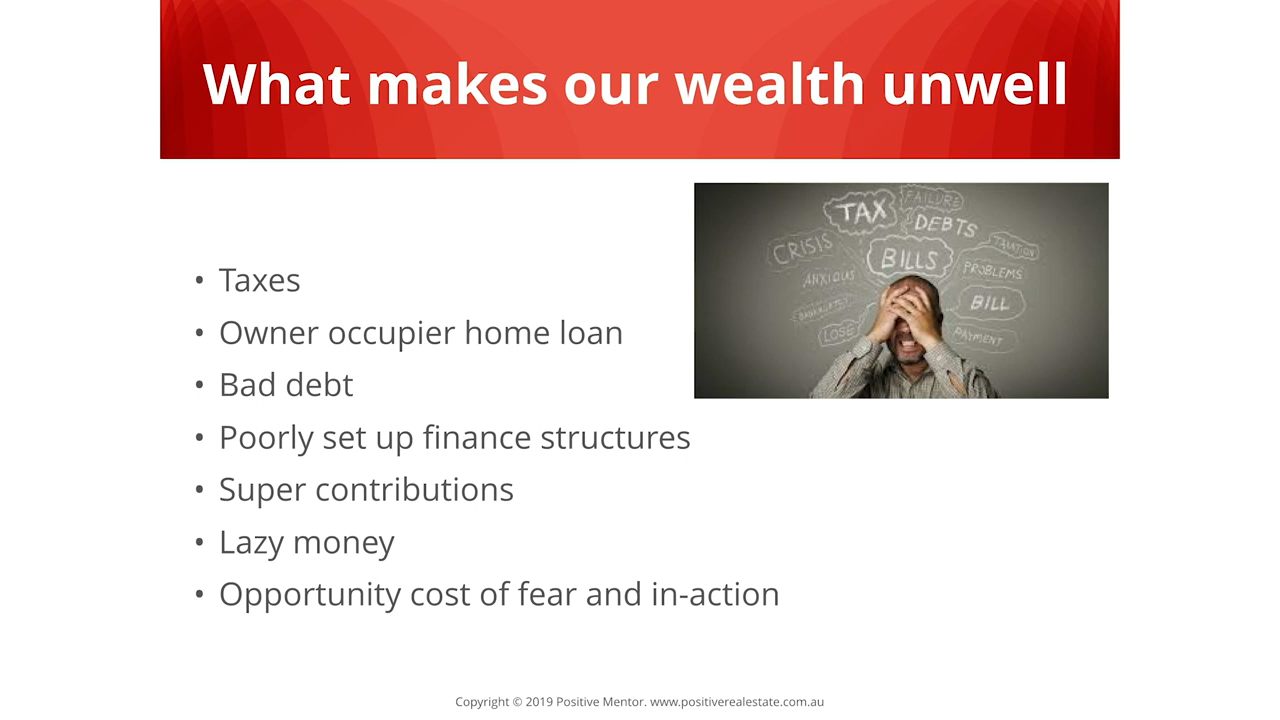 What makes our wealth unwell
TAX
FAILURE
DEBTS
CRISIS
TAXATION
BILLS
ANXIOUS
PROBLEMS
BILL
BANKRUPTCY
LOSE
PAYMENT
• Taxes
• Owner occupier home loan
• Bad debt
• Poorly set up finance structures
• Super contributions
• Lazy money
• Opportunity cost of fear and in-action
Copyright © 2019 Positive Mentor. www.positiverealestate.com.au